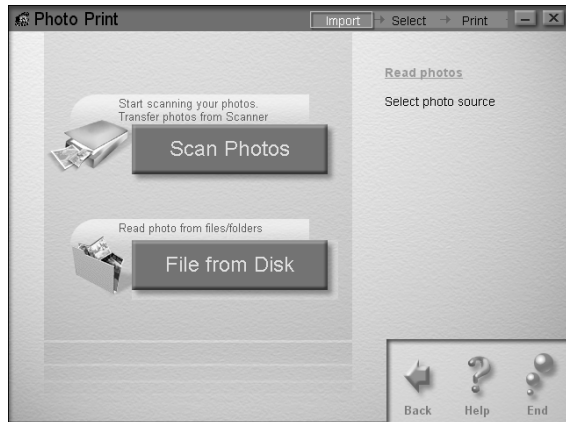 Photo Print
Import Select Print
Read photos
Select photo source
Start scanning your photos.
Transfer photos from Scanner
Scan Photos
Read photo from files/folders
File from Disk
Back Help End